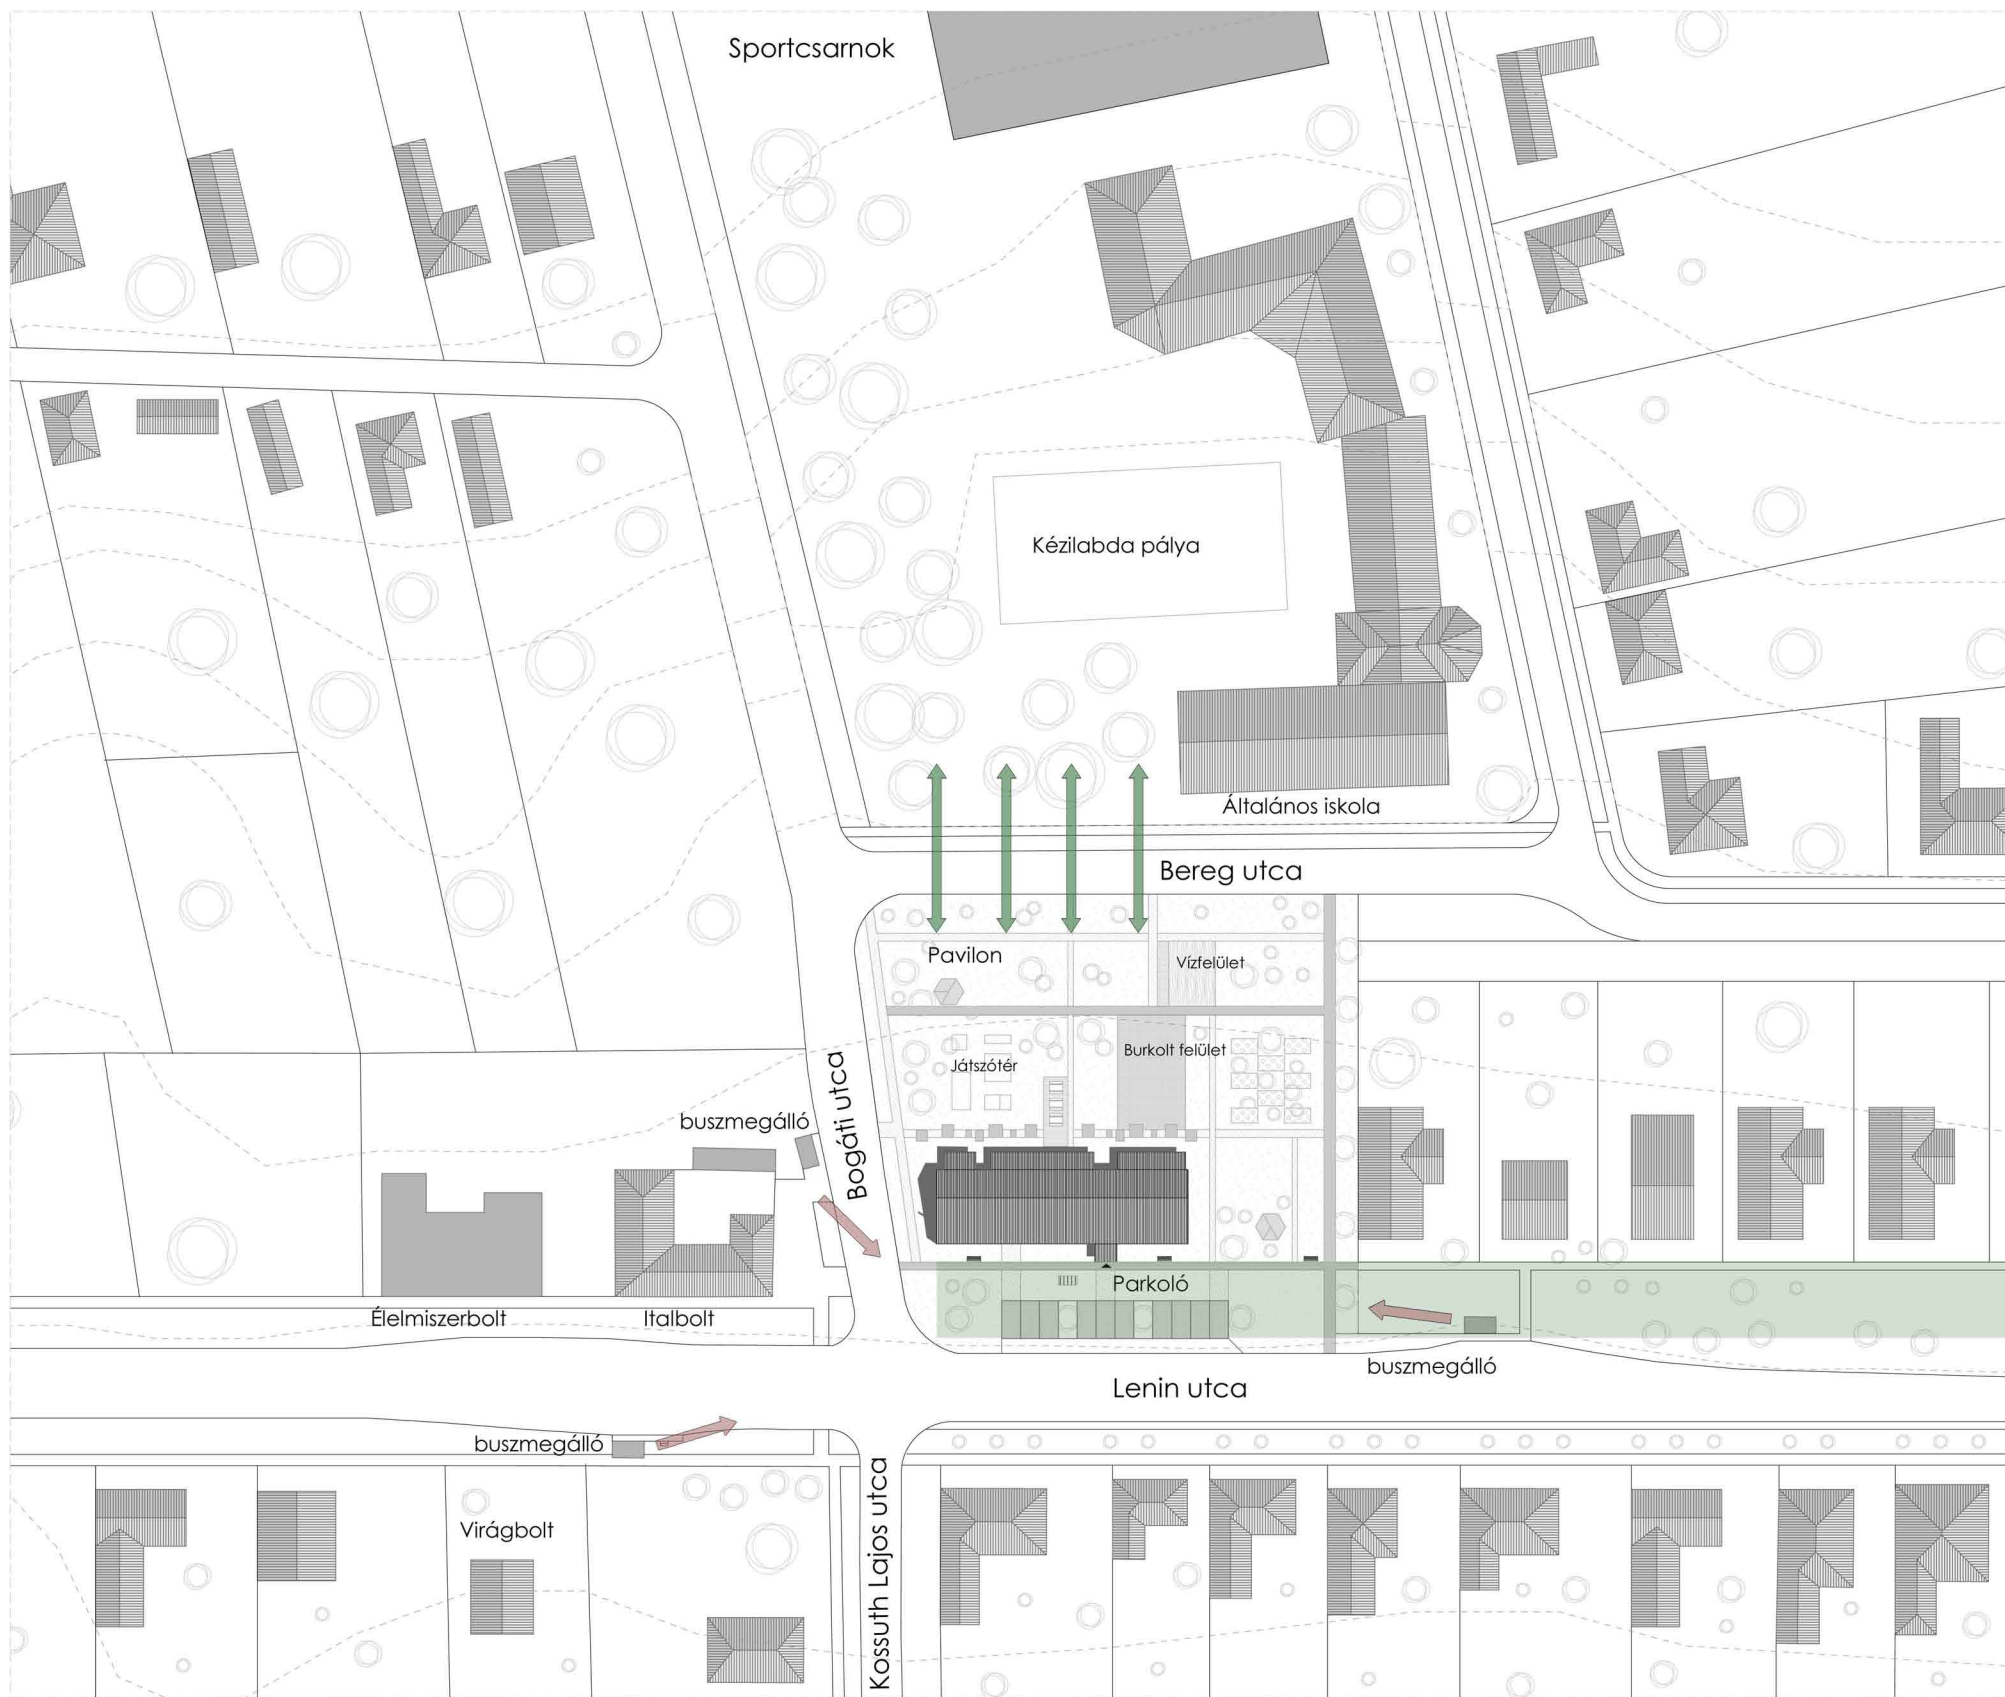 Sportcsarnok
Kézilabda pálya
Általános iskola
Bereg utca
Pavilon
Vízfelület
Burkolt felület
Játszótér
Bogáti utca
buszmegálló
Parkoló
Élelmiszerbolt
Italbolt
buszmegálló
Lenin utca
buszmegálló
Kossuth Lajos utca
Virágbolt